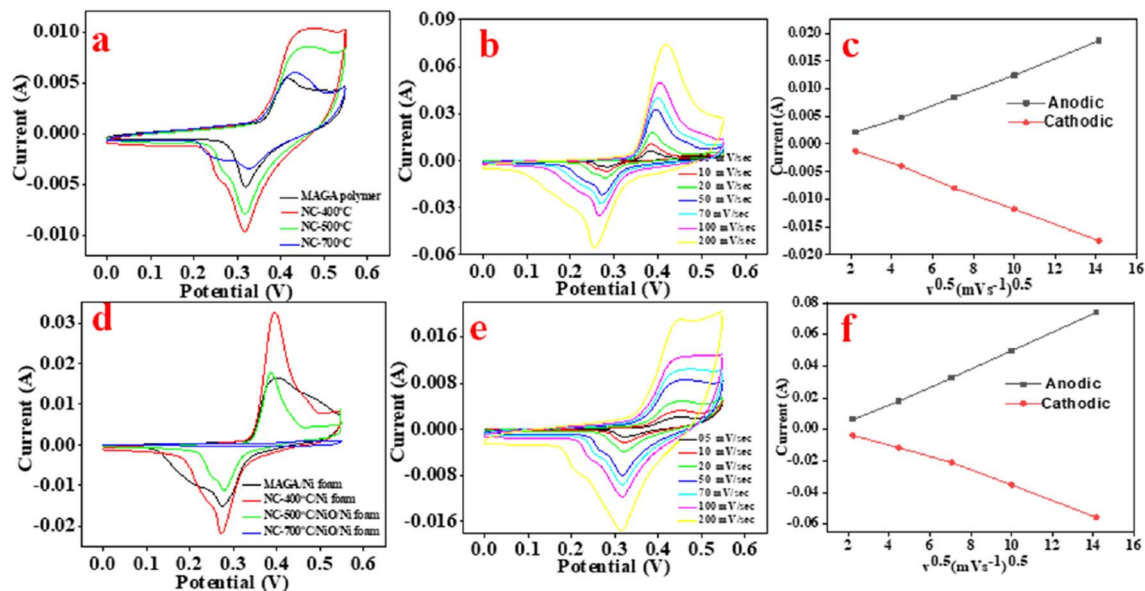 a
0.010
0.005
0.000
-0.005
-0.010
Current (A)
MAGA polymer
NC-400°C
NC-500°C
NC-700°C
0.0 0.1 0.2 0.3 0.4 0.5 0.6
Potential (V)
b
0.09
0.06
0.03
0.00
-0.03
-0.06
Current (A)
mV/sec
10 mV/sec
20 mV/sec
50 mV/sec
70 mV/sec
100 mV/sec
200 mV/sec
0.0 0.1 0.2 0.3 0.4 0.5 0.6
Potential (V)
c
0.020
0.015
0.010
0.005
0.000
-0.005
-0.010
-0.015
-0.020
Current (A)
Anodic
Cathodic
2 4 6 8 10 12 14 16
v0.5(mVs-1)0.5
d
0.03
0.02
0.01
0.00
-0.01
-0.02
Current (A)
MAGA/Ni foam
NC-400°C/Ni foam
NC-500°C/NiO/Ni foam
NC-700°C/NiO/Ni foam
0.0 0.1 0.2 0.3 0.4 0.5 0.6
Potential (V)
e
0.016
0.008
0.000
-0.008
-0.016
Current (A)
05 mV/sec
10 mV/sec
20 mV/sec
50 mV/sec
70 mV/sec
100 mV/sec
200 mV/sec
0.0 0.1 0.2 0.3 0.4 0.5 0.6
Potential (V)
f
0.08
0.06
0.04
0.02
0.00
-0.02
-0.04
-0.06
Current (A)
Anodic
Cathodic
2 4 6 8 10 12 14 16
v0.5(mVs-1)0.5